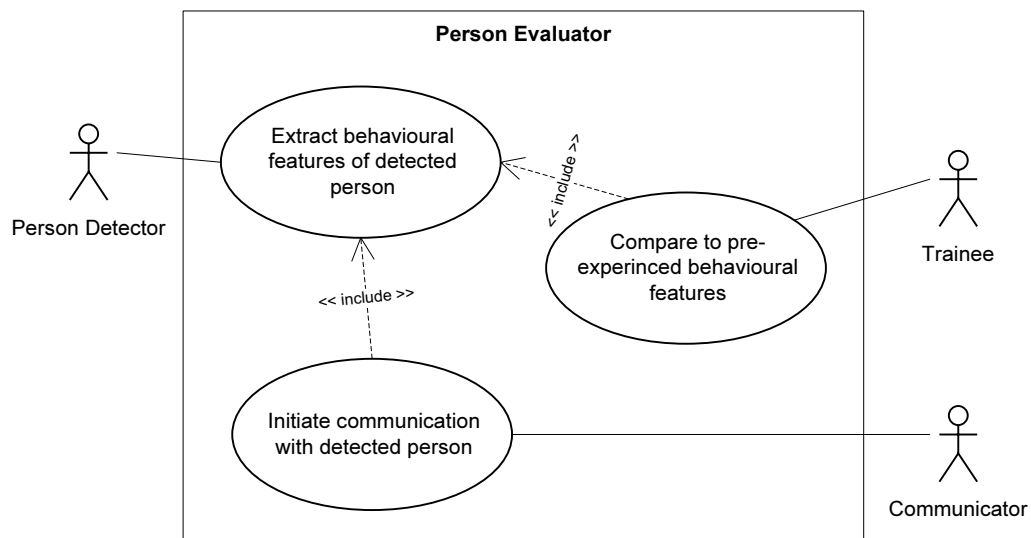 Person Evaluator
Extract behavioural
features of detected
person
<< include >>
Person Detector
Compare to pre-
experinced behavioural
features
Trainee
<< include >>
Initiate communication
with detected person
Communicator